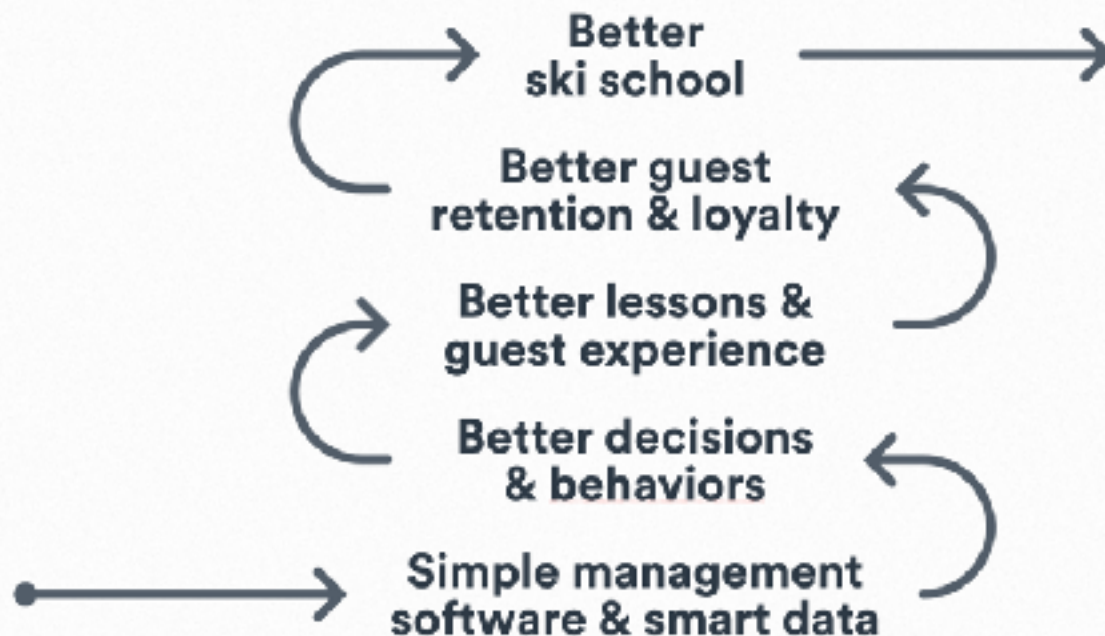 Better
ski school
Better guest
retention & loyalty
Better lessons &
guest experience
Better decisions
& behaviors
Simple management
software & smart data